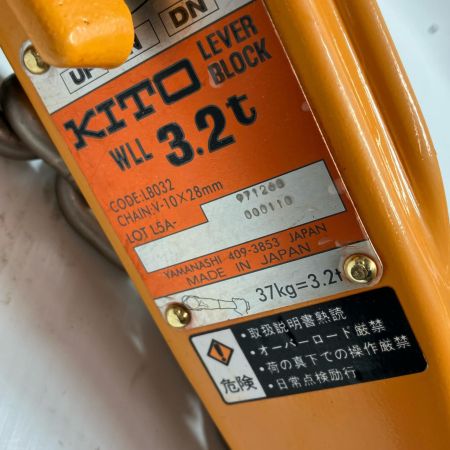 UP N DN
KITO LEVER BLOCK
WLL 3.2t
CODE:LB032
CHAIN:V-10×28mm
LOT L5A-
971260
000110
YAMANASHI 409-3853 JAPAN
MADE IN JAPAN
37kg=3.2t
危険
・取扱説明書熟読
・オーバーロード厳禁
・荷の真下での操作厳禁
・日常点検励行